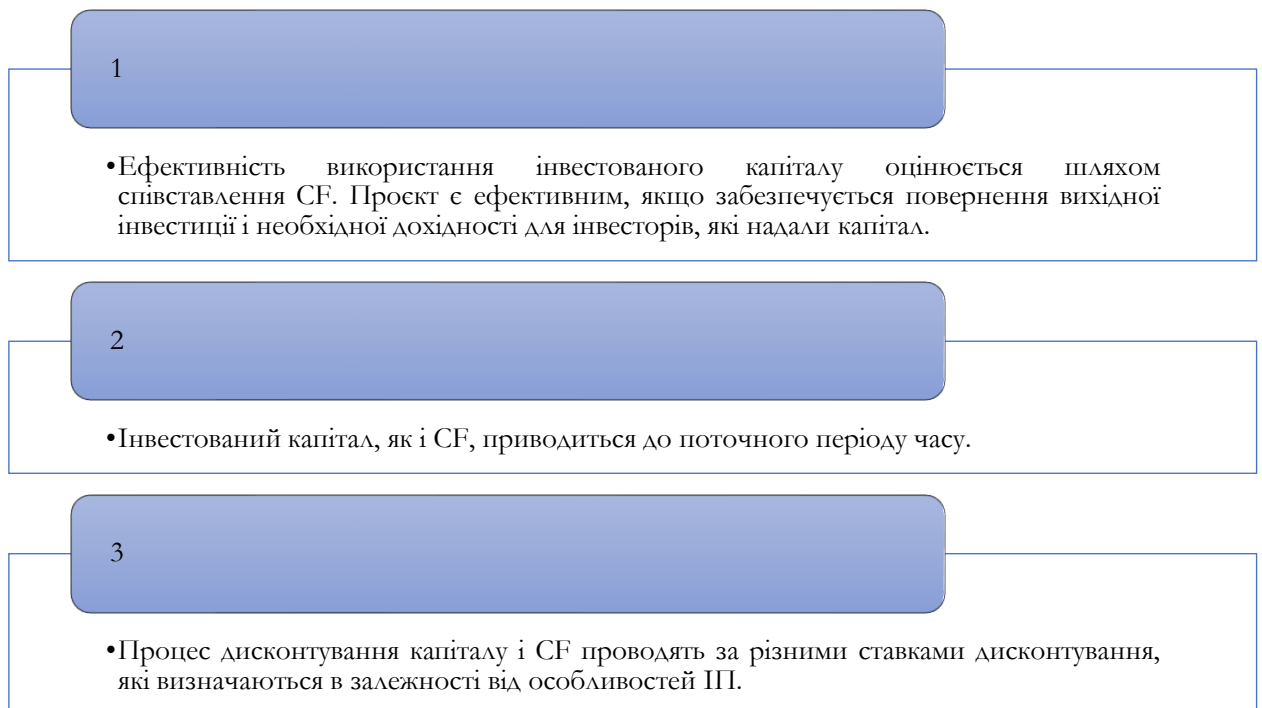 1
•Ефективність використання інвестованого капіталу оцінюється шляхом
співставлення CF. Проєкт є ефективним, якщо забезпечується повернення вихідної
інвестиції і необхідної дохідності для інвесторів, які надали капітал.
2
•Інвестований капітал, як і CF, приводиться до поточного періоду часу.
3
•Процес дисконтування капіталу і CF проводять за різними ставками дисконтування,
які визначаються в залежності від особливостей ІП.